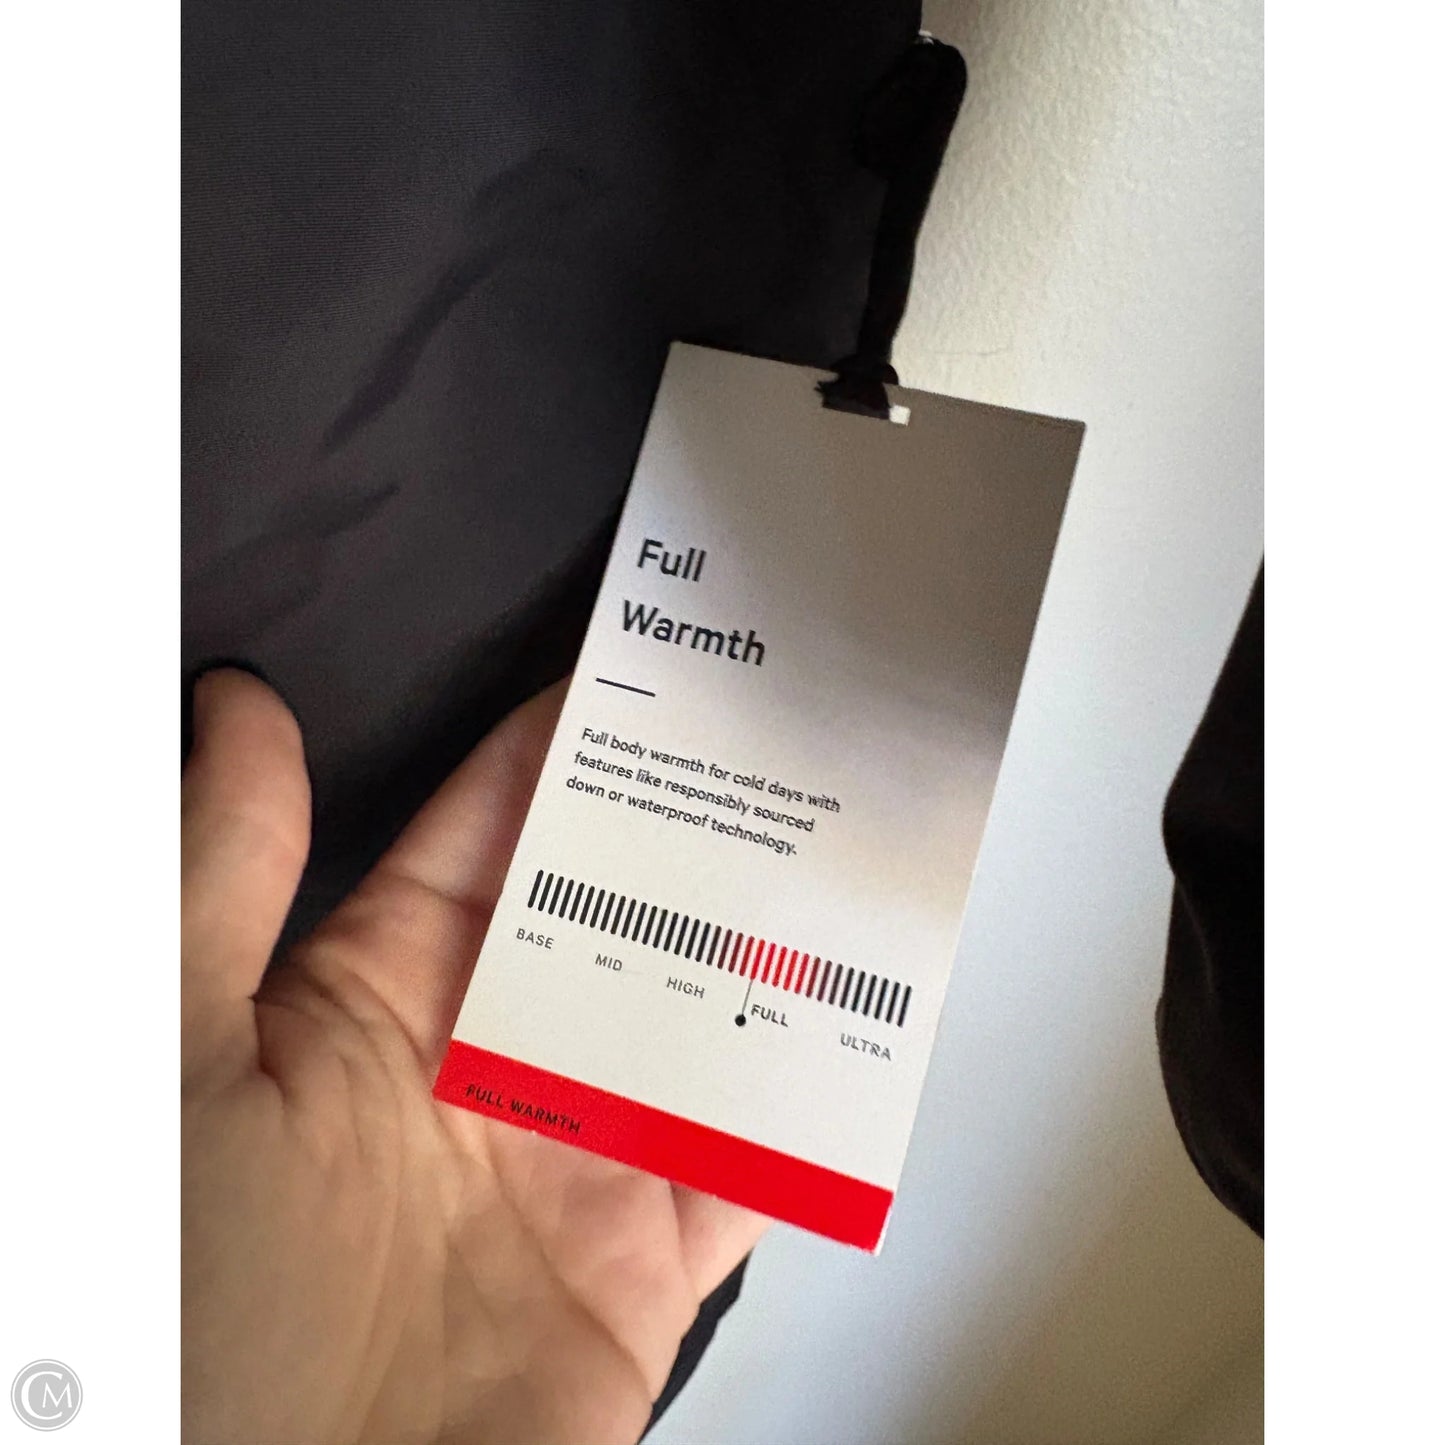 Full
Warmth
Full body warmth for cold days with
features like responsibly sourced
down or waterproof technology.
BASE
MID
HIGH
FULL
ULTRA
FULL WARMTH
CM